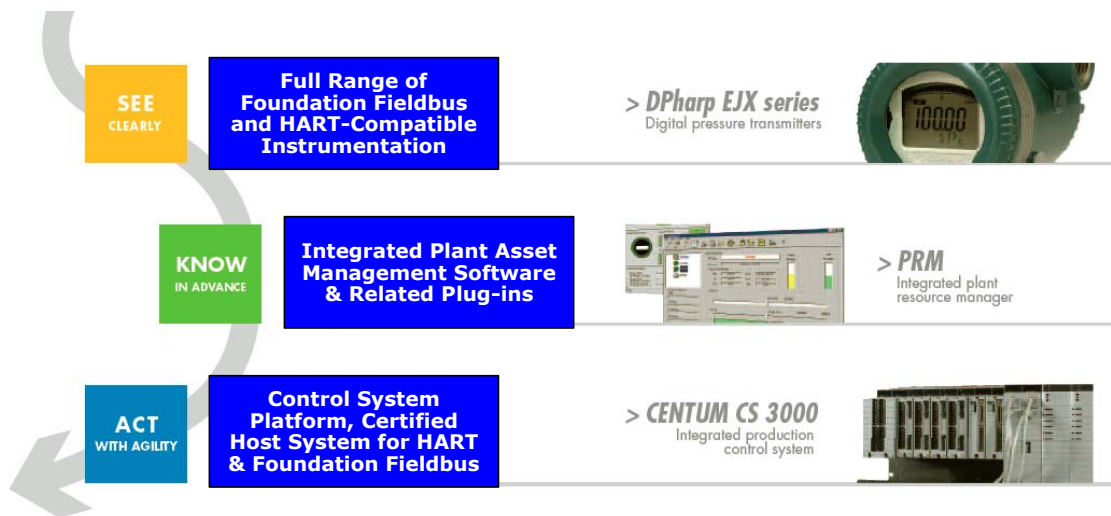 SEE
CLEARLY
Full Range of
Foundation Fieldbus
and HART-Compatible
Instrumentation
> DPharp EJX series
Digital pressure transmitters
100.00
KNOW
IN ADVANCE
Integrated Plant Asset
Management Software
& Related Plug-ins
> PRM
Integrated plant
resource manager
ACT
WITH AGILITY
Control System
Platform, Certified
Host System for HART
& Foundation Fieldbus
> CENTUM CS 3000
Integrated production
control system